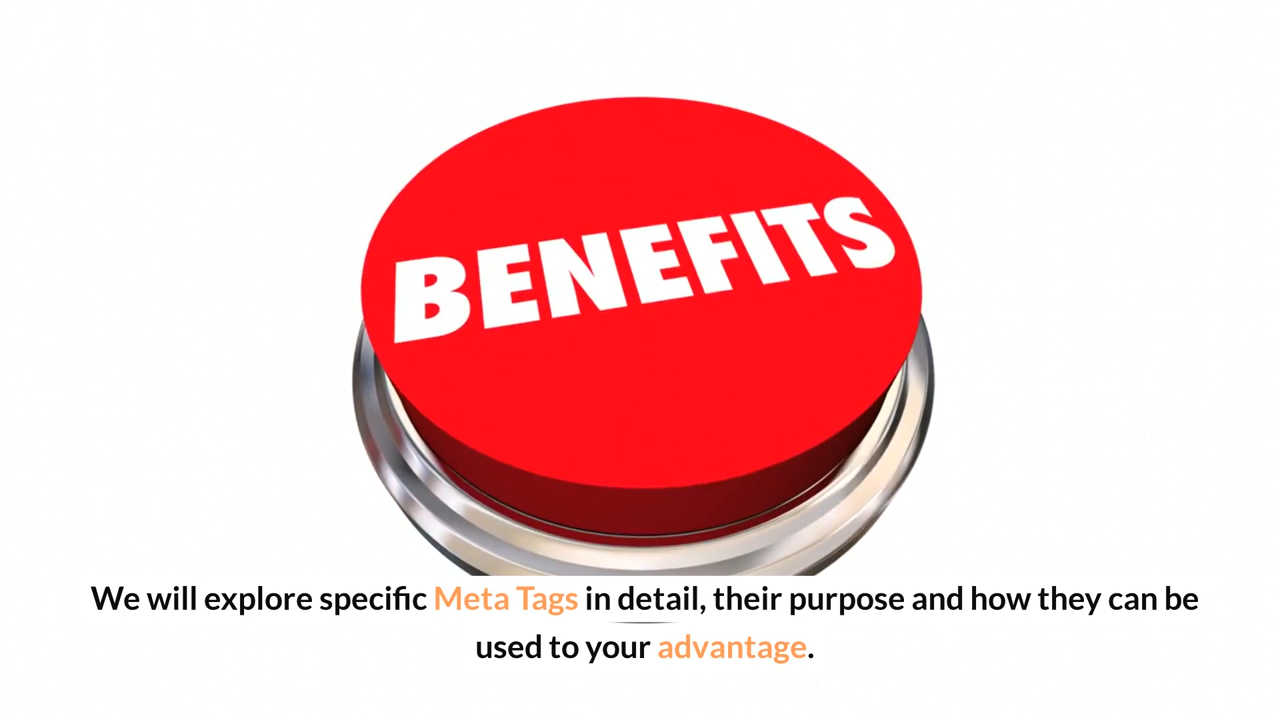 BENEFITS
We will explore specific Meta Tags in detail, their purpose and how they can be
used to your advantage.